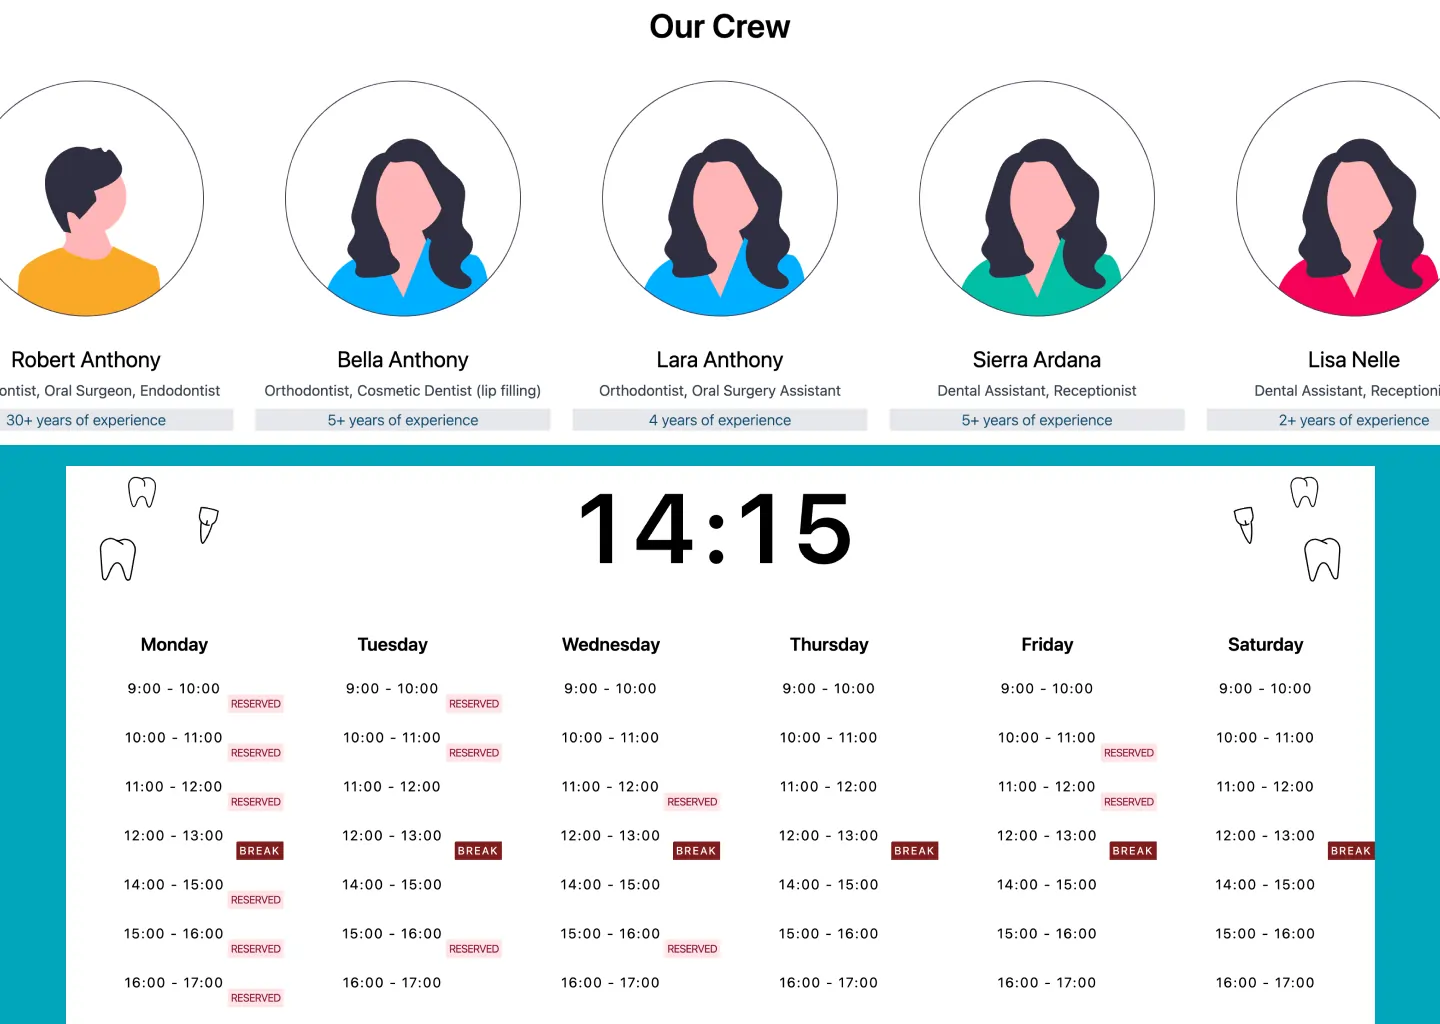 Our Crew
Robert Anthony
Bella Anthony
Lara Anthony
Sierra Ardana
Lisa Nelle
Oral Surgeon, Endodontist
Orthodontist, Cosmetic Dentist (lip filling)
Orthodontist, Oral Surgery Assistant
Dental Assistant, Receptionist
Dental Assistant,
30+ years of experience
5+ years of experience
4 years of experience
5+ years of experience
2+ years of experience
14:15
Monday
Tuesday
Wednesday
Thursday
Friday
Saturday
9:00 - 10:00 RESERVED
9:00 - 10:00 RESERVED
9:00 - 10:00
9:00 - 10:00
9:00 - 10:00
9:00 - 10:00
10:00 - 11:00 RESERVED
10:00 - 11:00 RESERVED
10:00 - 11:00
10:00 - 11:00
10:00 - 11:00 RESERVED
10:00 - 11:00
11:00 - 12:00 RESERVED
11:00 - 12:00
11:00 - 12:00 RESERVED
11:00 - 12:00
11:00 - 12:00 RESERVED
11:00 - 12:00
12:00 - 13:00 BREAK
12:00 - 13:00 BREAK
12:00 - 13:00 BREAK
12:00 - 13:00 BREAK
12:00 - 13:00 BREAK
12:00 - 13:00 BREAK
14:00 - 15:00 RESERVED
14:00 - 15:00
14:00 - 15:00
14:00 - 15:00
14:00 - 15:00
14:00 - 15:00
15:00 - 16:00 RESERVED
15:00 - 16:00 RESERVED
15:00 - 16:00 RESERVED
15:00 - 16:00
15:00 - 16:00
15:00 - 16:00
16:00 - 17:00 RESERVED
16:00 - 17:00
16:00 - 17:00
16:00 - 17:00
16:00 - 17:00
16:00 - 17:00